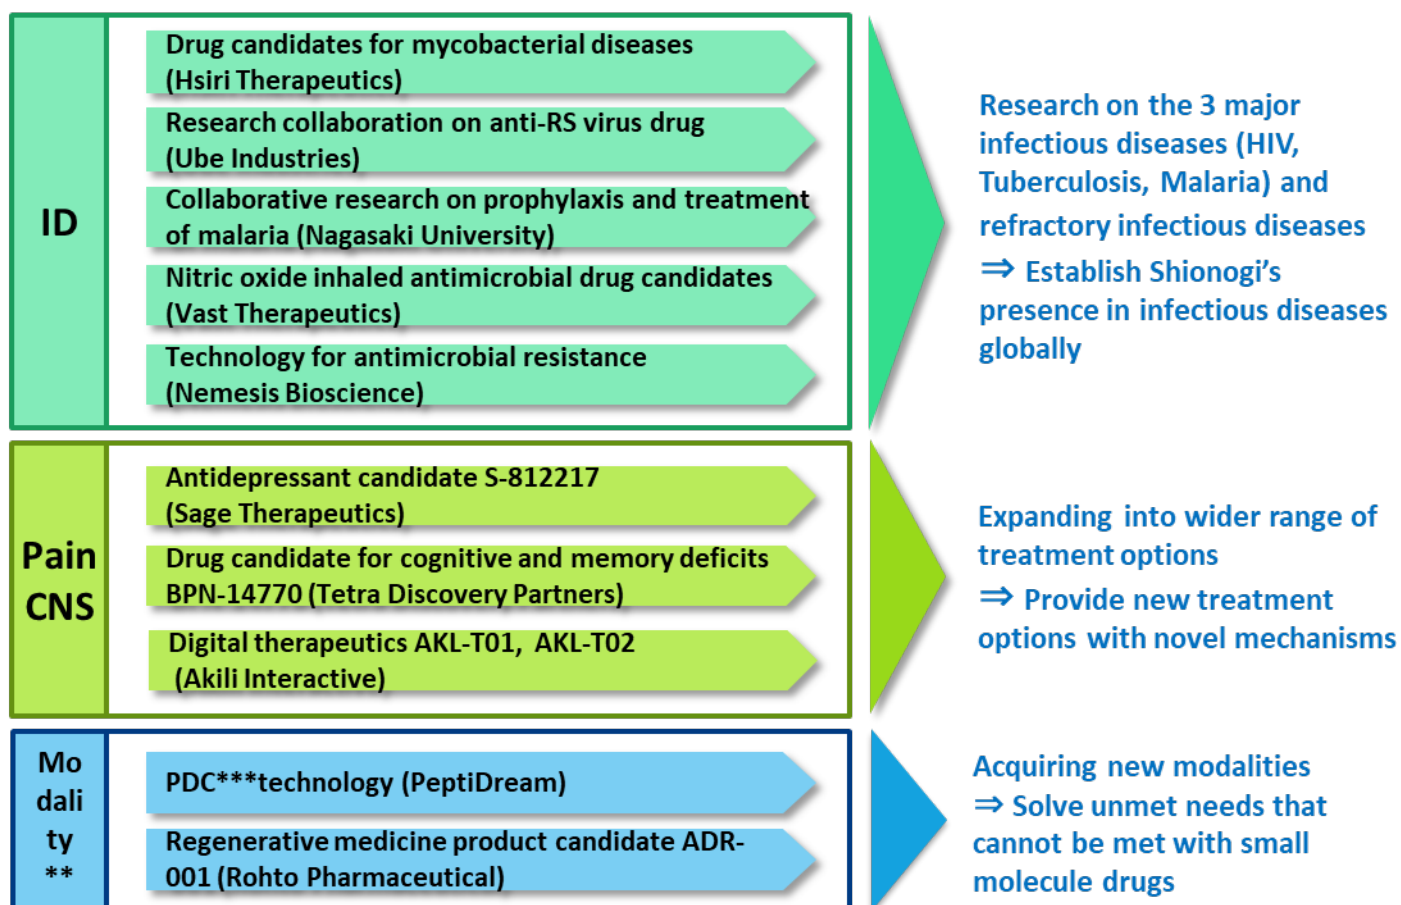 ID
Drug candidates for mycobacterial diseases
(Hsiri Therapeutics)
Research collaboration on anti-RS virus drug
(Ube Industries)
Collaborative research on prophylaxis and treatment
of malaria (Nagasaki University)
Nitric oxide inhaled antimicrobial drug candidates
(Vast Therapeutics)
Technology for antimicrobial resistance
(Nemesis Bioscience)
Research on the 3 major
infectious diseases (HIV,
Tuberculosis, Malaria) and
refractory infectious diseases
⇒ Establish Shionogi’s
presence in infectious diseases
globally
Pain
CNS
Antidepressant candidate S-812217
(Sage Therapeutics)
Drug candidate for cognitive and memory deficits
BPN-14770 (Tetra Discovery Partners)
Digital therapeutics AKL-T01, AKL-T02
(Akili Interactive)
Expanding into wider range of
treatment options
⇒ Provide new treatment
options with novel mechanisms
Mo
dali
ty
**
PDC***technology (PeptiDream)
Regenerative medicine product candidate ADR-
001 (Rohto Pharmaceutical)
Acquiring new modalities
⇒ Solve unmet needs that
cannot be met with small
molecule drugs